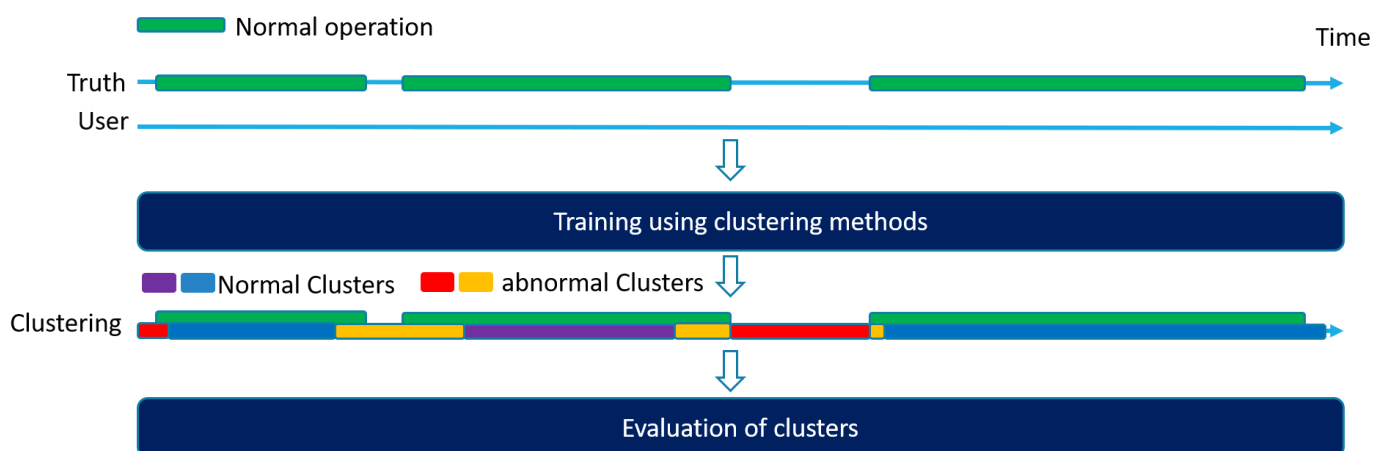 Normal operation
Time
Truth
User
Training using clustering methods
Normal Clusters
abnormal Clusters
Clustering
Evaluation of clusters